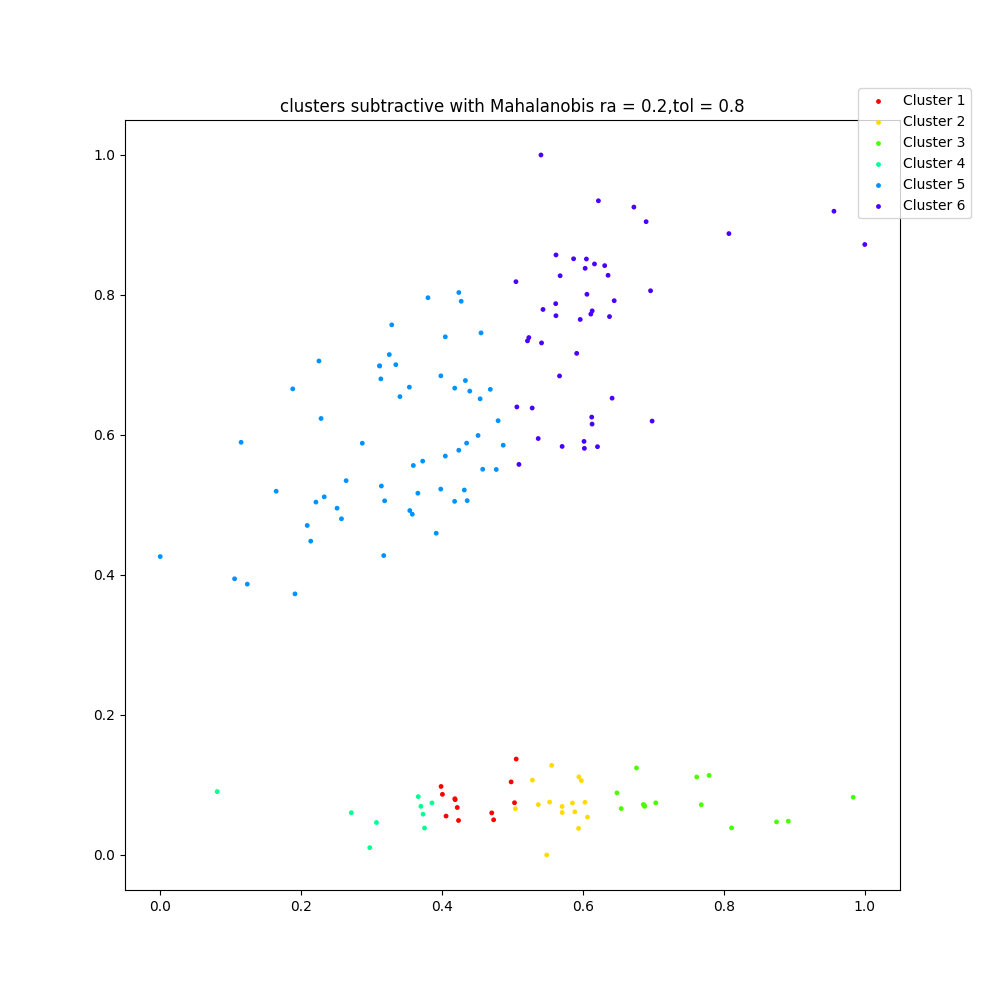 clusters subtractive with Mahalanobis ra = 0.2,tol = 0.8
Cluster 1
Cluster 2
Cluster 3
Cluster 4
Cluster 5
Cluster 6
1.0
0.8
0.6
0.4
0.2
0.0
0.0 0.2 0.4 0.6 0.8 1.0